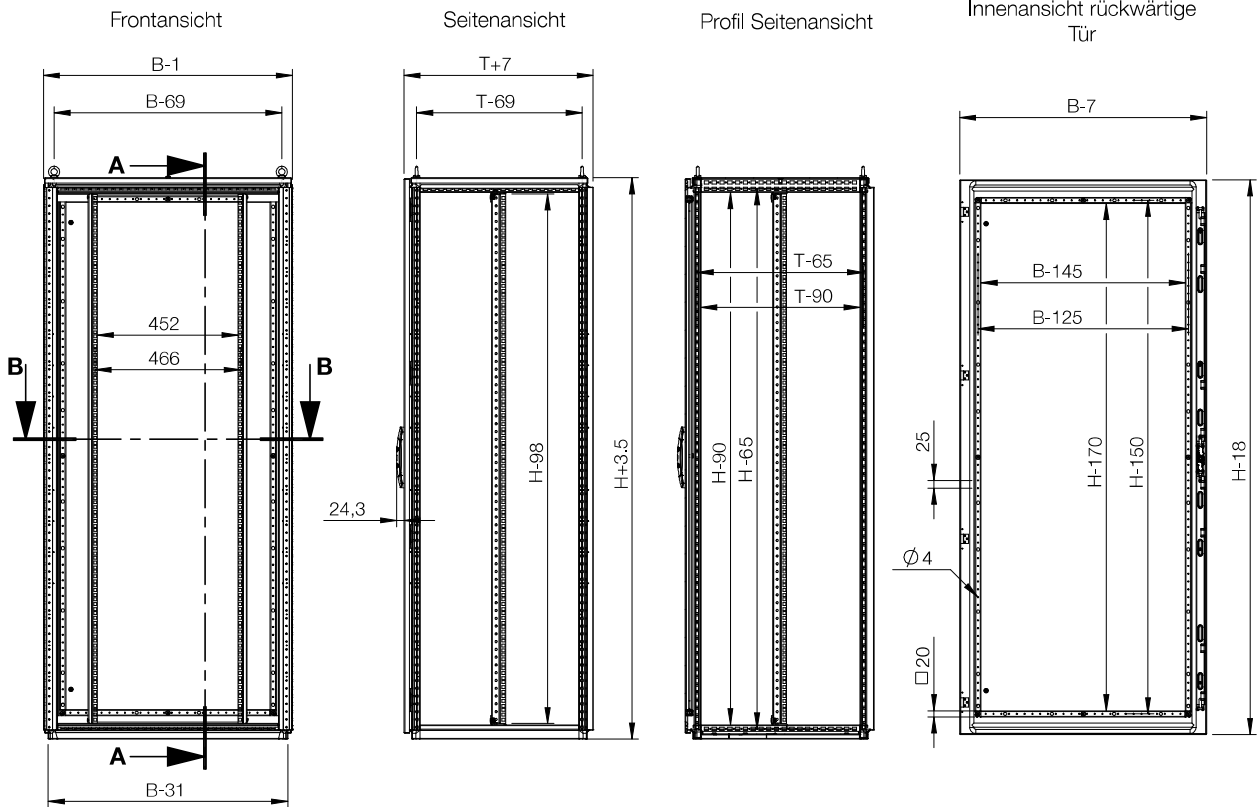 Frontansicht
Seitenansicht
Profil Seitenansicht
Innenansicht rückwärtige
Tür
B-1
B-69
A
452
466
B
B
A
B-31
T+7
T-69
H-98
H+3.5
24,3
T-65
T-90
H-90
H-65
B-7
B-145
B-125
H-170
H-150
H-18
25
Ø 4
□20